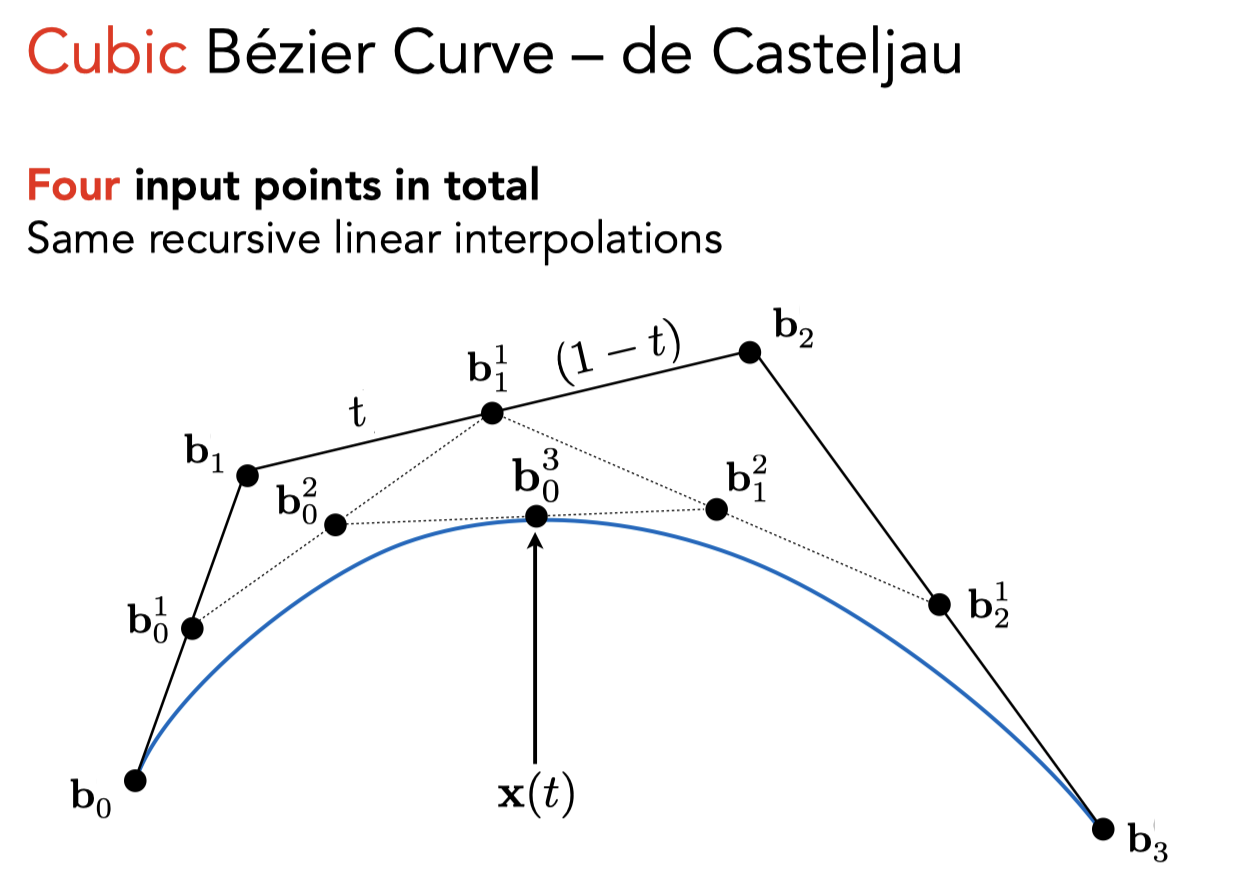 Cubic Bézier Curve – de Casteljau
Four input points in total
Same recursive linear interpolations
b₂
(1 − t)
b₁¹
t
b₁
b₀³
b₁²
b₀²
b₀¹
b₂¹
x(t)
b₀
b₃